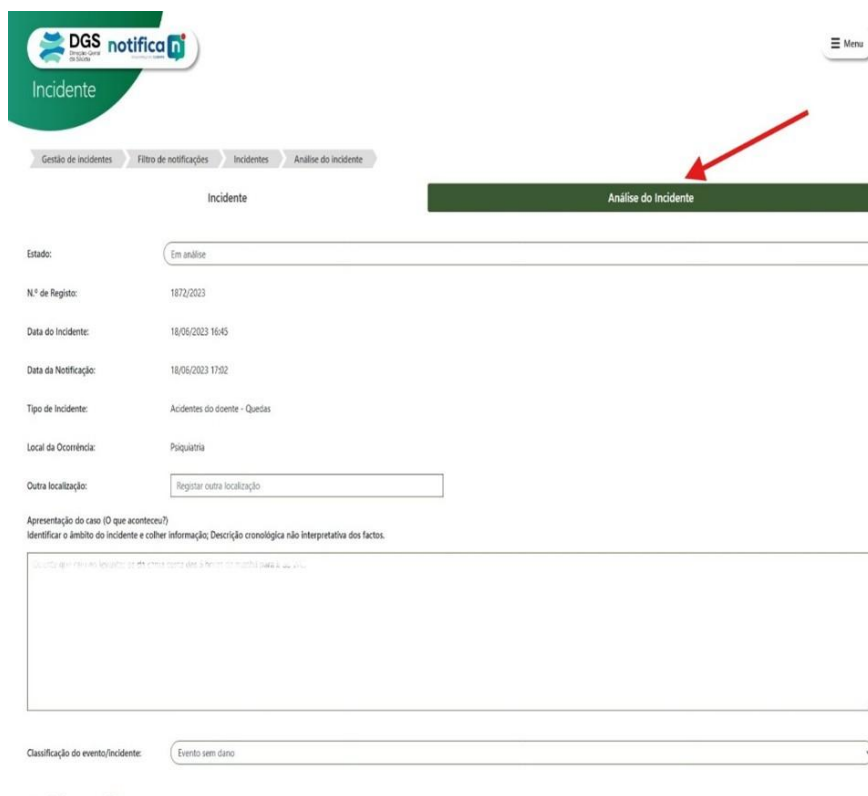 DGS notifica n
Direção-Geral
da Saúde
Menu
Incidente
Gestão de incidentes Filtro de notificações Incidentes Análise do incidente
Incidente Análise do Incidente
Estado: Em análise
N.º de Registo: 1872/2023
Data do Incidente: 18/06/2023 16:45
Data da Notificação: 18/06/2023 17:02
Tipo de Incidente: Acidentes do doente - Quedas
Local da Ocorrência: Psiquiatria
Outra localização: Registar outra localização
Apresentação do caso (O que aconteceu?)
Identificar o âmbito do incidente e colher informação; Descrição cronológica não interpretativa dos factos.
Classificação do evento/incidente: Evento sem dano